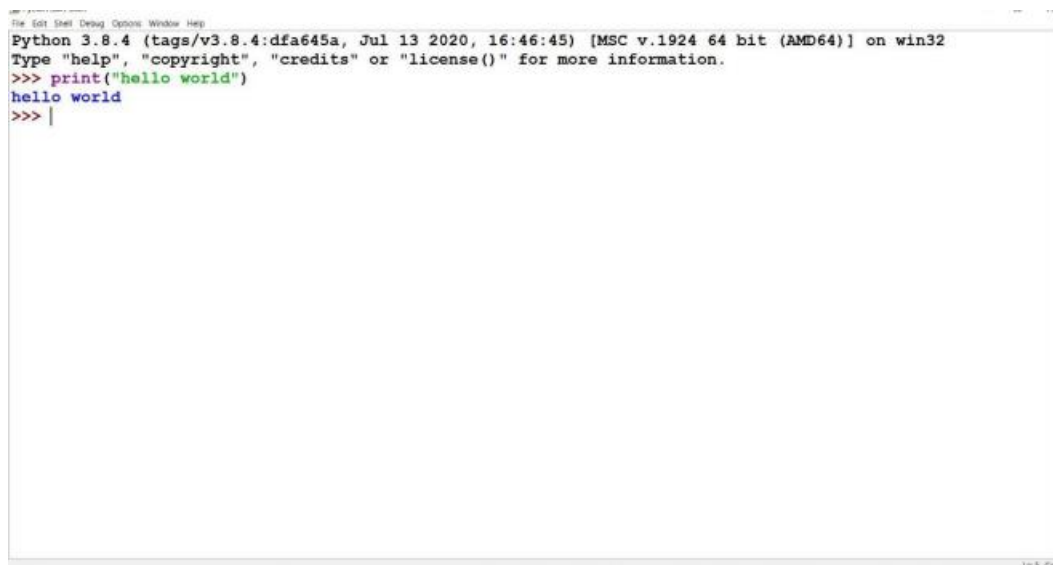 File Edit Shell Debug Options Window Help
Python 3.8.4 (tags/v3.8.4:dfa645a, Jul 13 2020, 16:46:45) [MSC v.1924 64 bit (AMD64)] on win32
Type "help", "copyright", "credits" or "license()" for more information.
>>> print("hello world")
hello world
>>>